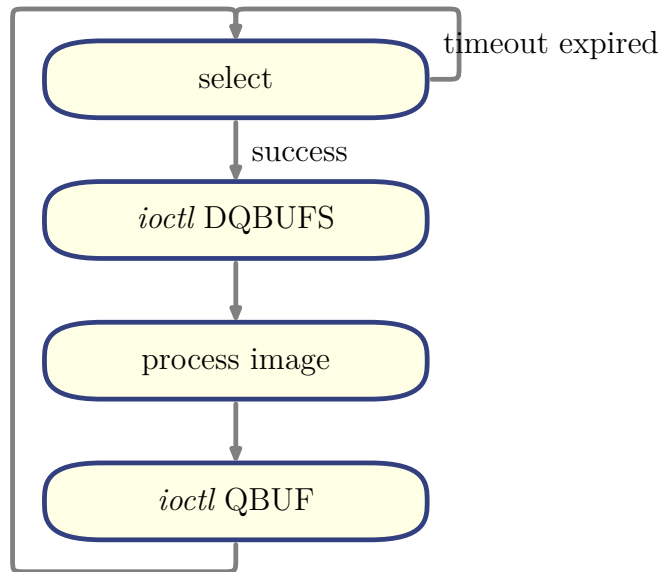 timeout expired
select
success
ioctl DQBUFS
process image
ioctl QBUF